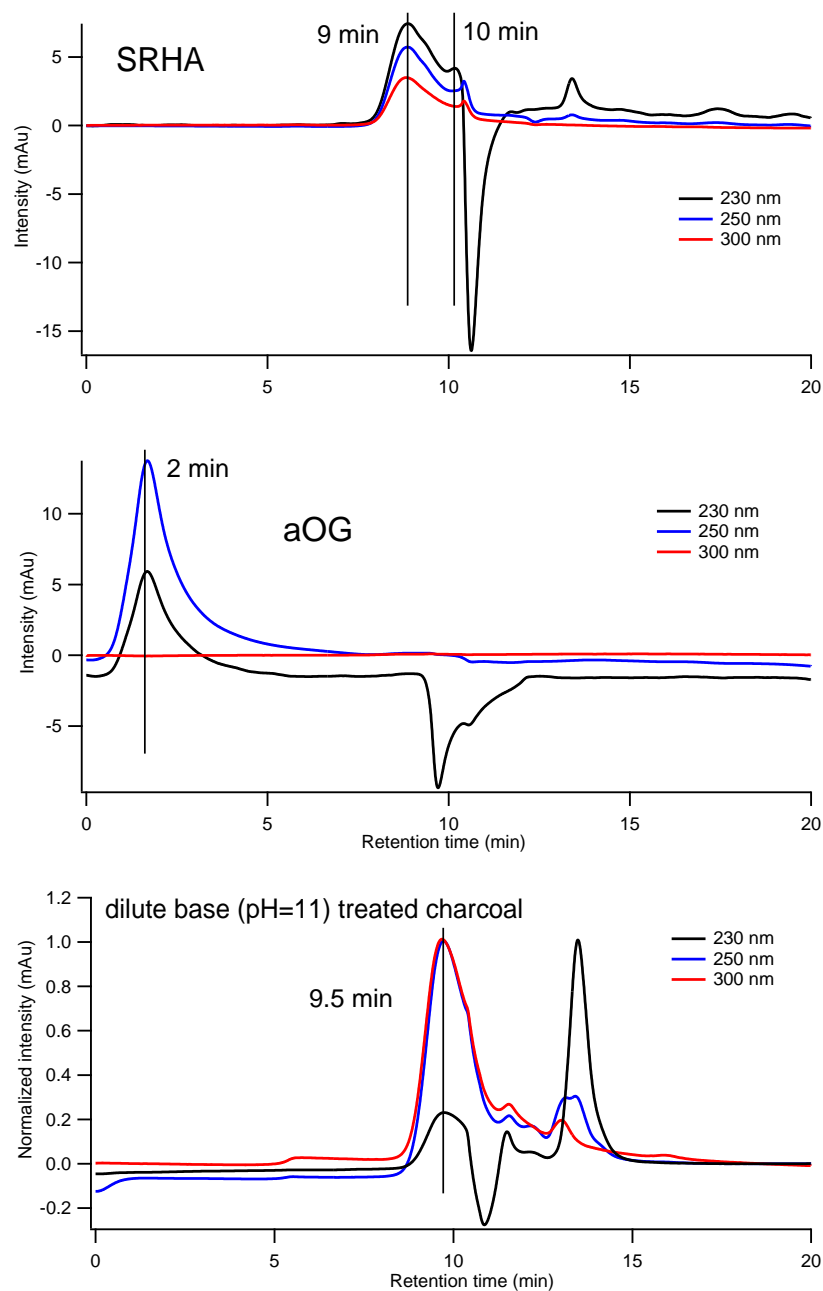 9 min
10 min
SRHA
5
0
-5
-10
-15
Intensity (mAu)
230 nm
250 nm
300 nm
0
5
10
15
20
2 min
aOG
10
5
0
-5
Intensity (mAu)
230 nm
250 nm
300 nm
0
5
10
15
20
Retention time (min)
dilute base (pH=11) treated charcoal
9.5 min
1.2
1.0
0.8
0.6
0.4
0.2
0.0
-0.2
Normalized intensity (mAu)
230 nm
250 nm
300 nm
0
5
10
15
20
Retention time (min)